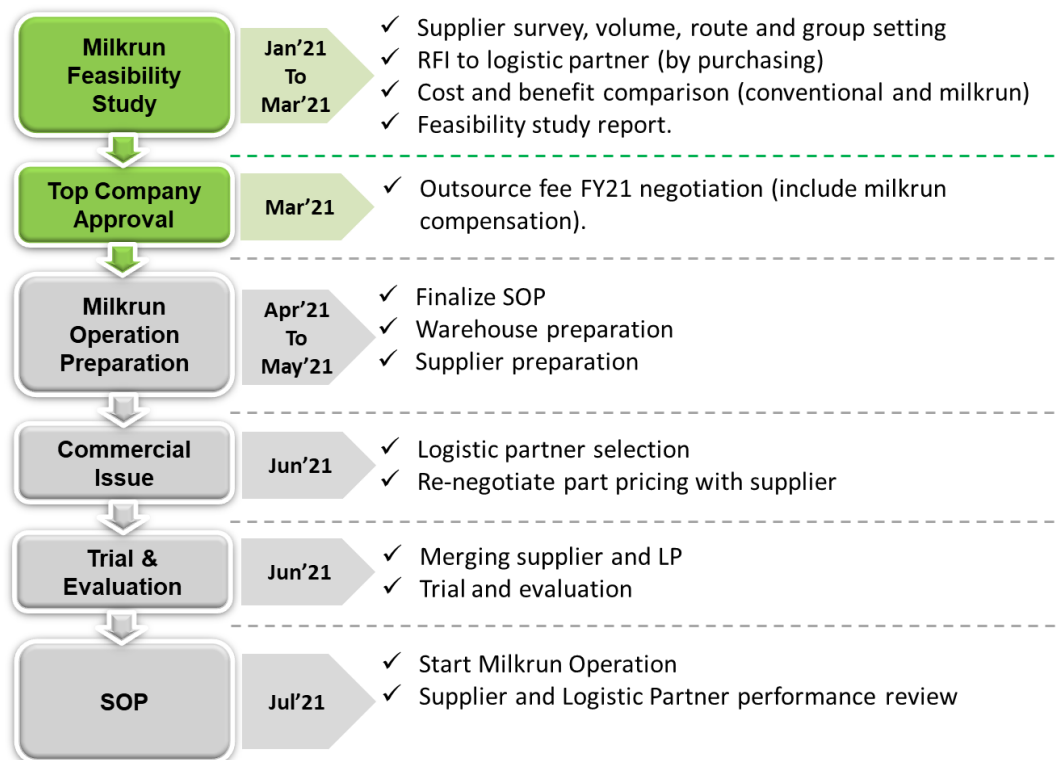 Milkrun
Feasibility
Study
Jan’21
To
Mar’21
✓ Supplier survey, volume, route and group setting
✓ RFI to logistic partner (by purchasing)
✓ Cost and benefit comparison (conventional and milkrun)
✓ Feasibility study report.
Top Company
Approval
Mar’21
✓ Outsource fee FY21 negotiation (include milkrun
compensation).
Milkrun
Operation
Preparation
Apr’21
To
May’21
✓ Finalize SOP
✓ Warehouse preparation
✓ Supplier preparation
Commercial
Issue
Jun’21
✓ Logistic partner selection
✓ Re-negotiate part pricing with supplier
Trial &
Evaluation
Jun’21
✓ Merging supplier and LP
✓ Trial and evaluation
SOP
Jul’21
✓ Start Milkrun Operation
✓ Supplier and Logistic Partner performance review